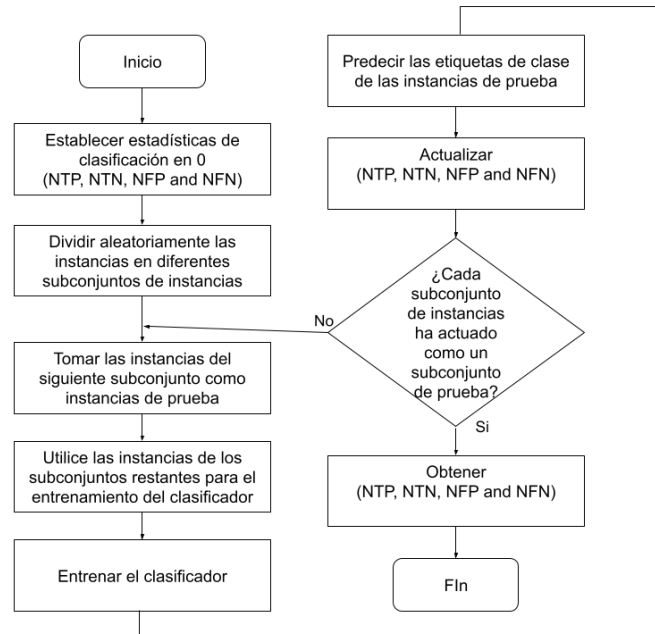 Inicio
Establecer estadísticas de
clasificación en 0
(NTP, NTN, NFP and NFN)
Dividir aleatoriamente las
instancias en diferentes
subconjuntos de instancias
Tomar las instancias del
siguiente subconjunto como
instancias de prueba
Utilice las instancias de los
subconjuntos restantes para el
entrenamiento del clasificador
Entrenar el clasificador
Predecir las etiquetas de clase
de las instancias de prueba
Actualizar
(NTP, NTN, NFP and NFN)
¿Cada
subconjunto
de instancias
ha actuado
como un
subconjunto
de prueba?
No
Si
Obtener
(NTP, NTN, NFP and NFN)
FIn